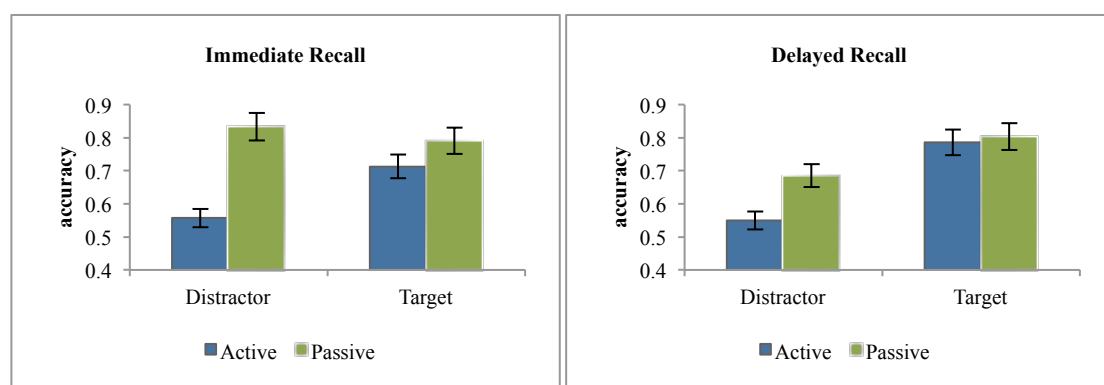 Immediate Recall
accuracy
0.9
0.8
0.7
0.6
0.5
0.4
Distractor Target
Active Passive
Delayed Recall
accuracy
0.9
0.8
0.7
0.6
0.5
0.4
Distractor Target
Active Passive